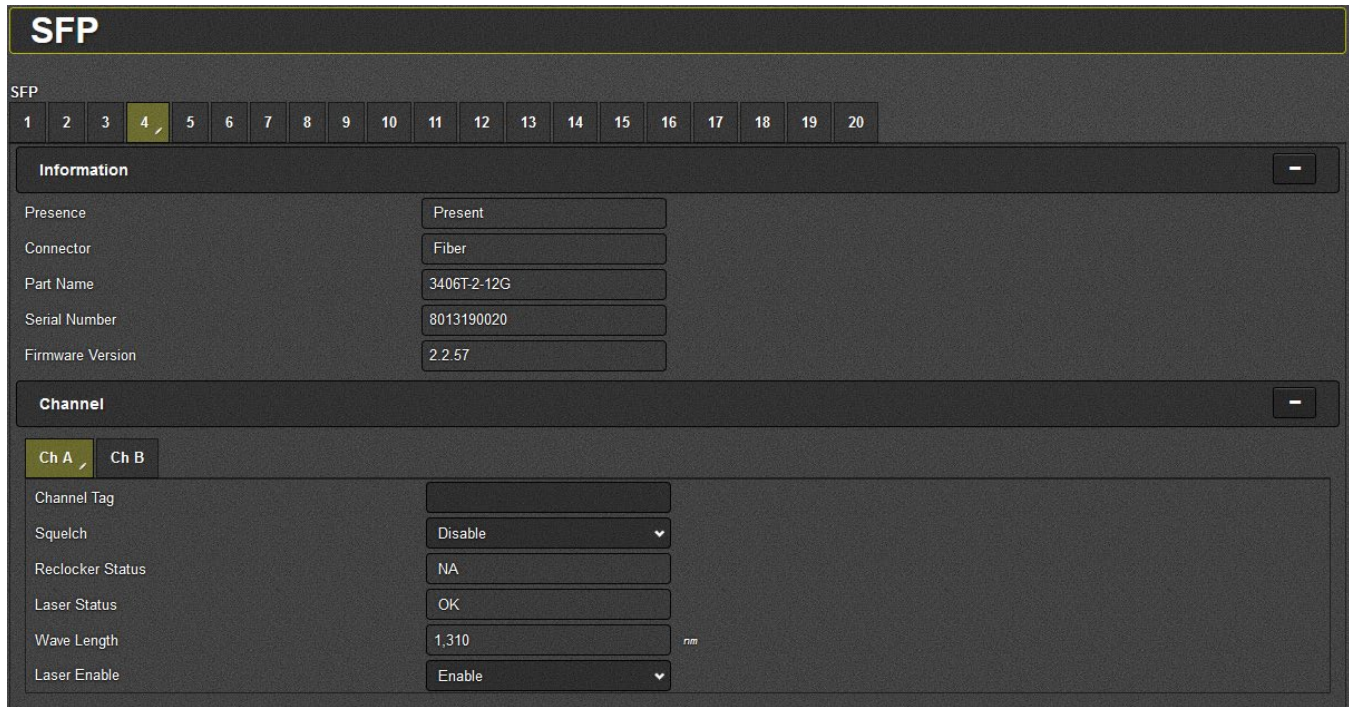 SFP
SFP
1 2 3 4 5 6 7 8 9 10 11 12 13 14 15 16 17 18 19 20
Information
Presence Present
Connector Fiber
Part Name 3406T-2-12G
Serial Number 8013190020
Firmware Version 2.2.57
Channel
Ch A Ch B
Channel Tag
Squelch Disable
Reclocker Status NA
Laser Status OK
Wave Length 1,310 nm
Laser Enable Enable